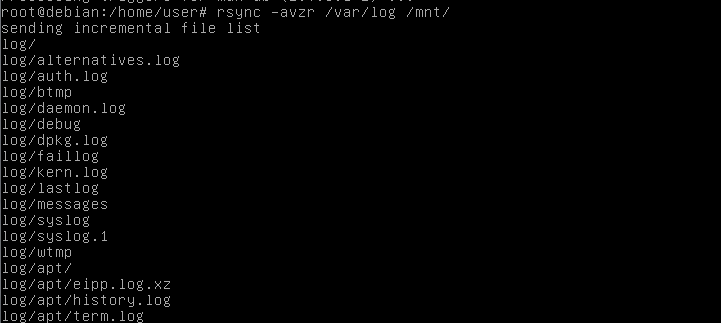 root@debian:/home/user# rsync -avzr /var/log /mnt/
sending incremental file list
log/
log/alternatives.log
log/auth.log
log/btmp
log/daemon.log
log/debug
log/dpkg.log
log/faillog
log/kern.log
log/lastlog
log/messages
log/syslog
log/syslog.1
log/wtmp
log/apt/
log/apt/eipp.log.xz
log/apt/history.log
log/apt/term.log